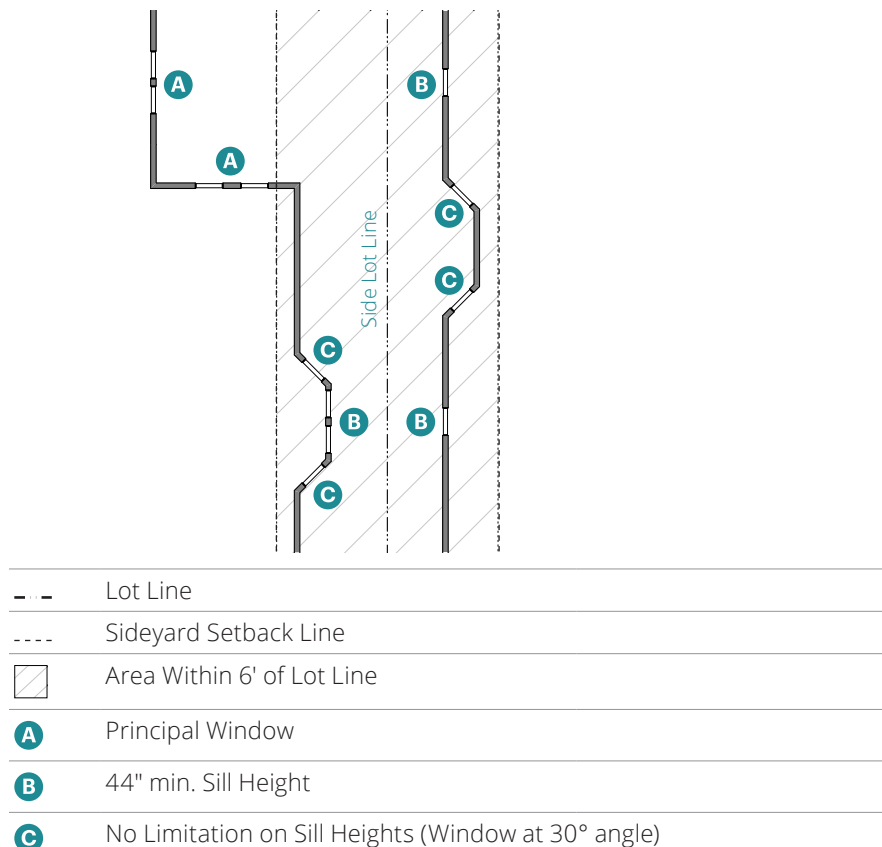 A
B
A
Side Lot Line
C
C
C
B
B
C
Lot Line
Sideyard Setback Line
Area Within 6' of Lot Line
A Principal Window
B 44" min. Sill Height
C No Limitation on Sill Heights (Window at 30° angle)